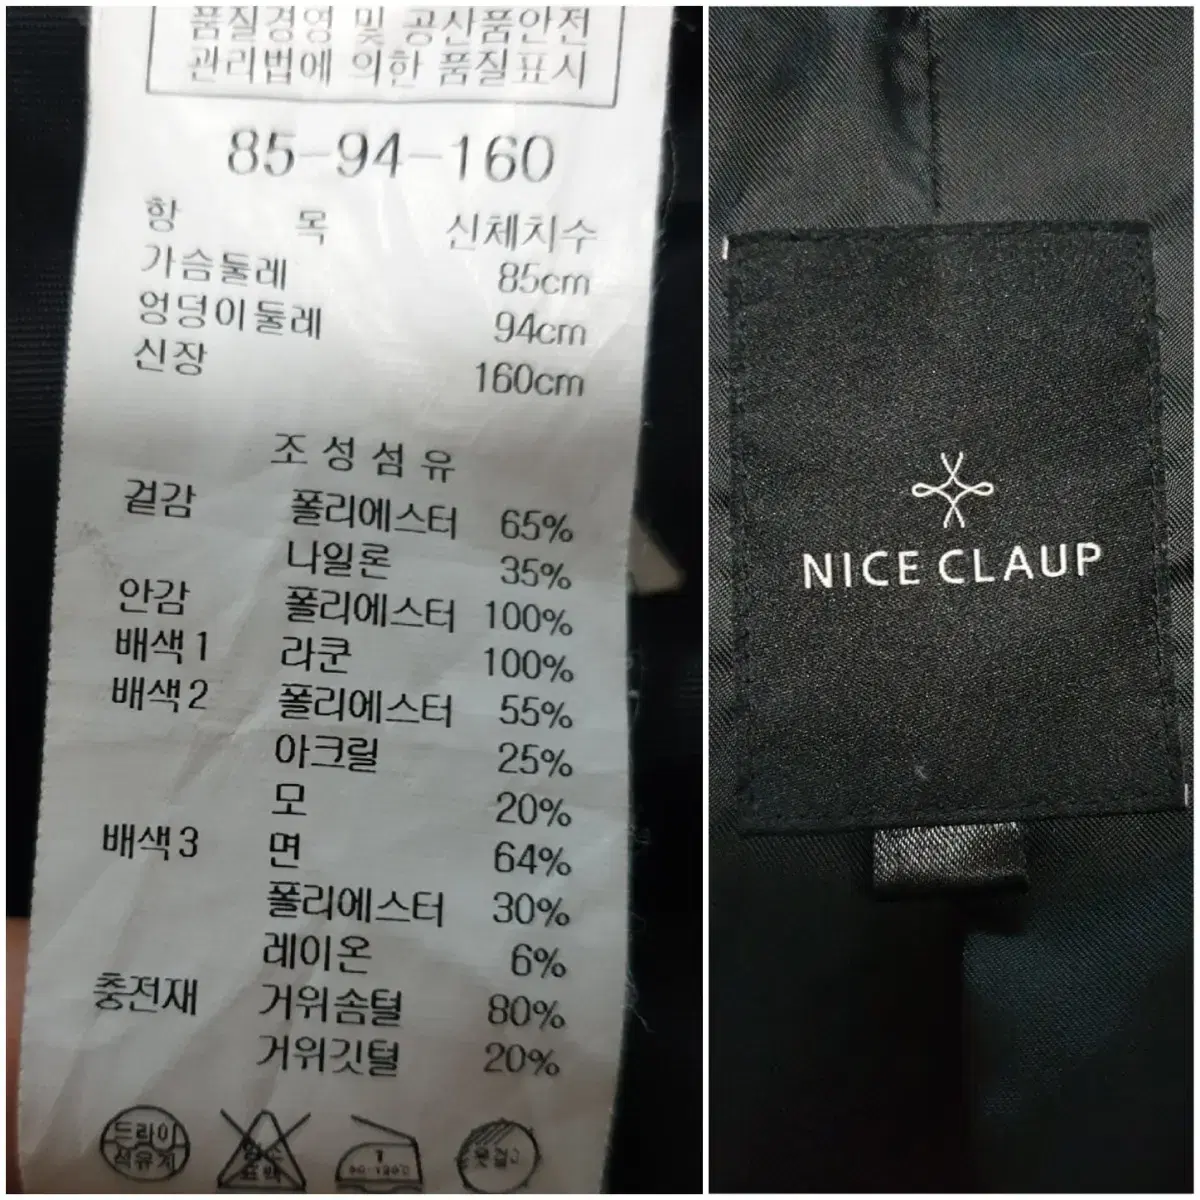 품질경영 및 공산품안전
관리법에 의한 품질표시
85-94-160
항 목 신체치수
가슴둘레 85cm
엉덩이둘레 94cm
신장 160cm
조성섬유
겉감 폴리에스터 65%
나일론 35%
안감 폴리에스터 100%
배색1 라쿤 100%
배색2 폴리에스터 55%
아크릴 25%
모 20%
배색3 면 64%
폴리에스터 30%
레이온 6%
충전재 거위솜털 80%
거위깃털 20%
드라이
석유계
NICE CLAUP